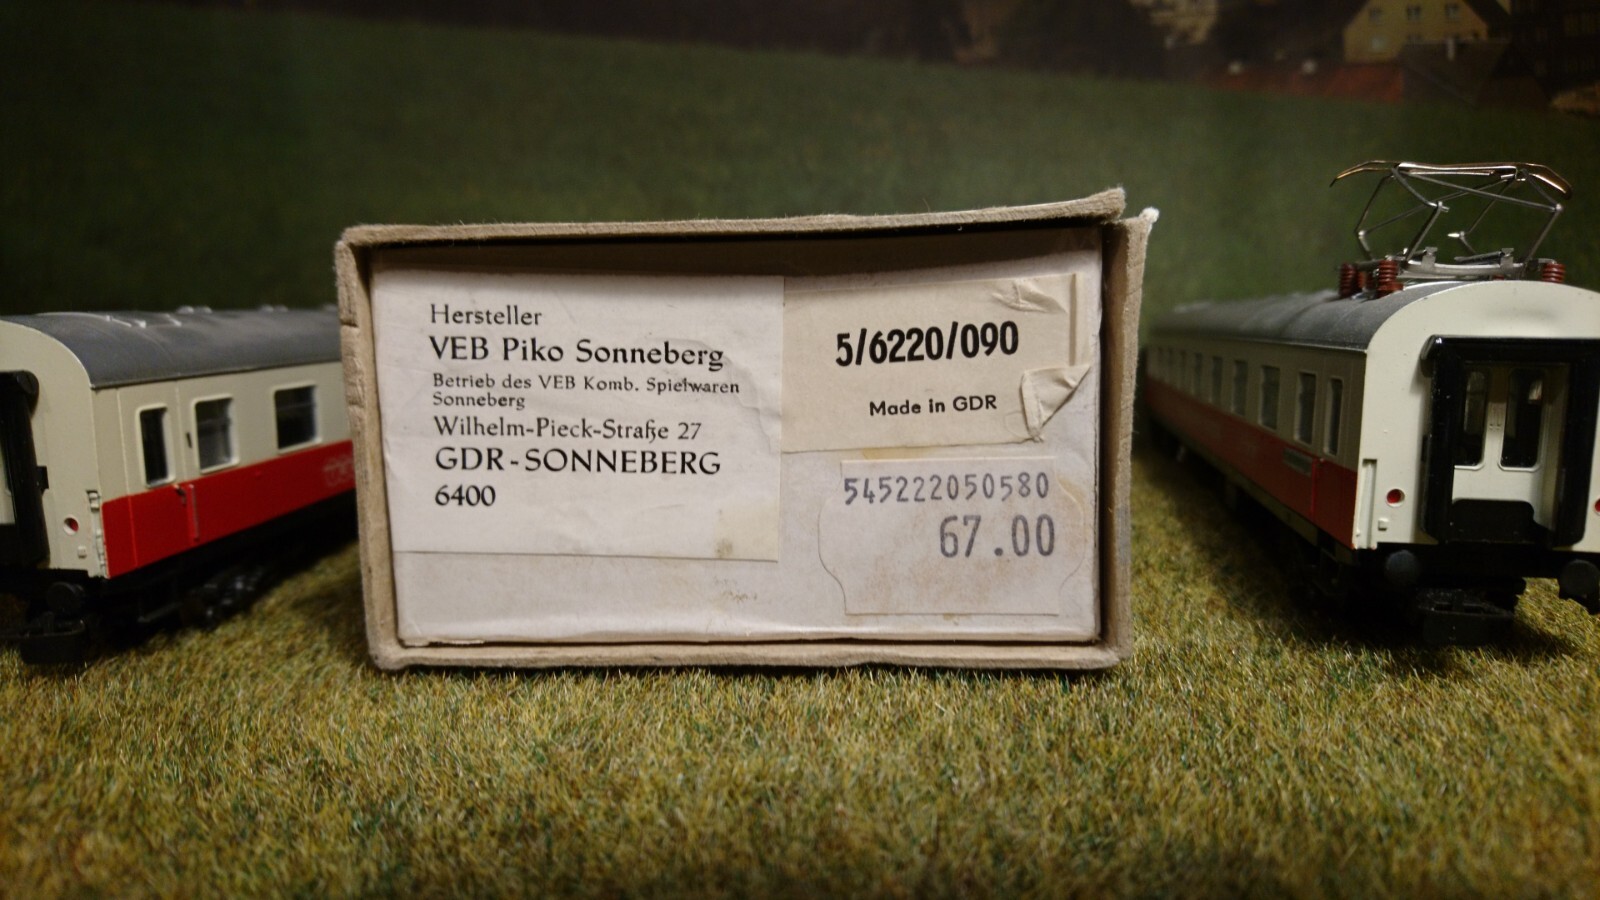 Hersteller
VEB Piko Sonneberg
Betrieb des VEB Komb. Spielwaren
Sonneberg
Wilhelm-Pieck-Straße 27
GDR-SONNEBERG
6400
5/6220/090
Made in GDR
545222050580
67.00